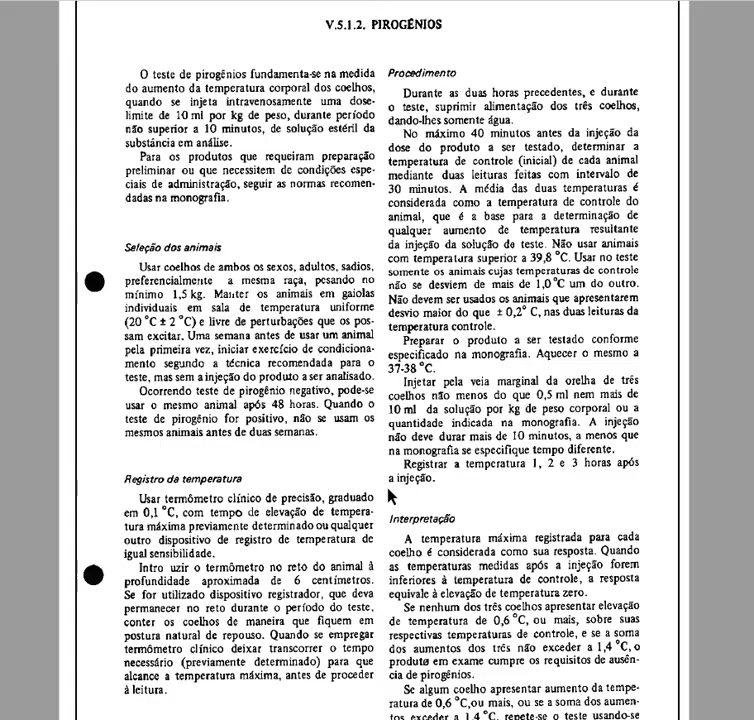 V.5.1.2. PIROGÊNIOS
O teste de pirogênios fundamenta-se na medida
do aumento da temperatura corporal dos coelhos,
quando se injeta intravenosamente uma dose-
limite de 10 ml por kg de peso, durante período
não superior a 10 minutos, de solução estéril da
substância em análise.
Para os produtos que requeiram preparação
preliminar ou que necessitem de condições espe-
ciais de administração, seguir as normas recomen-
dadas na monografia.
Seleção dos animais
Usar coelhos de ambos os sexos, adultos, sadios,
preferencialmente a mesma raça, pesando no
mínimo 1,5 kg. Manter os animais em gaiolas
individuais em sala de temperatura uniforme
(20 °C ± 2 °C) e livre de perturbações que os pos-
sam excitar. Uma semana antes de usar um animal
pela primeira vez, iniciar exercício de condiciona-
mento segundo a técnica recomendada para o
teste, mas sem a injeção do produto a ser analisado.
Ocorrendo teste de pirogênio negativo, pode-se
usar o mesmo animal após 48 horas. Quando o
teste de pirogênio for positivo, não se usam os
mesmos animais antes de duas semanas.
Registro da temperatura
Usar termômetro clínico de precisão, graduado
em 0,1 °C, com tempo de elevação de tempera-
tura máxima previamente determinado ou qualquer
outro dispositivo de registro de temperatura de
igual sensibilidade.
Intro uzir o termômetro no reto do animal à
profundidade aproximada de 6 centímetros.
Se for utilizado dispositivo registrador, que deva
permanecer no reto durante o período do teste,
conter os coelhos de maneira que fiquem em
postura natural de repouso. Quando se empregar
termômetro clínico deixar transcorrer o tempo
necessário (previamente determinado) para que
alcance a temperatura máxima, antes de proceder
à leitura.
Procedimento
Durante as duas horas precedentes, e durante
o teste, suprimir alimentação dos três coelhos,
dando-lhes somente água.
No máximo 40 minutos antes da injeção da
dose do produto a ser testado, determinar a
temperatura de controle (inicial) de cada animal
mediante duas leituras feitas com intervalo de
30 minutos. A média das duas temperaturas é
considerada como a temperatura de controle do
animal, que é a base para a determinação de
qualquer aumento de temperatura resultante
da injeção da solução de teste. Não usar animais
com temperatura superior a 39,8 °C. Usar no teste
somente os animais cujas temperaturas de controle
não se desviem de mais de 1,0 °C um do outro.
Não devem ser usados os animais que apresentarem
desvio maior do que ± 0,2° C, nas duas leituras da
temperatura controle.
Preparar o produto a ser testado conforme
especificado na monografia. Aquecer o mesmo a
37-38 °C.
Injetar pela veia marginal da orelha de três
coelhos não menos do que 0,5 ml nem mais de
10 ml da solução por kg de peso corporal ou a
quantidade indicada na monografia. A injeção
não deve durar mais de 10 minutos, a menos que
na monografia se especifique tempo diferente.
Registrar a temperatura 1, 2 e 3 horas após
a injeção.
Interpretação
A temperatura máxima registrada para cada
coelho é considerada como sua resposta. Quando
as temperaturas medidas após a injeção forem
inferiores à temperatura de controle, a resposta
equivale à elevação de temperatura zero.
Se nenhum dos três coelhos apresentar elevação
de temperatura de 0,6 °C, ou mais, sobre suas
respectivas temperaturas de controle, e se a soma
dos aumentos dos três não exceder a 1,4 °C, o
produto em exame cumpre os requisitos de ausên-
cia de pirogênios.
Se algum coelho apresentar aumento da tempe-
ratura de 0,6 °C,ou mais, ou se a soma dos aumen-
tos exceder a 1,4 °C, repete-se o teste usando-se